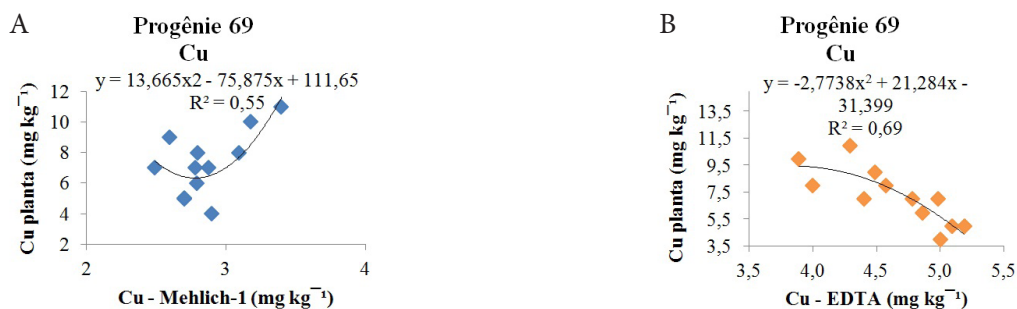 A
Progênie 69
Cu
y = 13,665x2 - 75,875x + 111,65
R² = 0,55
Cu planta (mg kg¯¹)
12
10
8
6
4
2
2
3
4
Cu - Mehlich-1 (mg kg¯¹)
B
Progênie 69
Cu
y = -2,7738x² + 21,284x -
31,399
R² = 0,69
Cu planta (mg kg¯¹)
13,5
11,5
9,5
7,5
5,5
3,5
3,5
4,0
4,5
5,0
5,5
Cu - EDTA (mg kg¯¹)